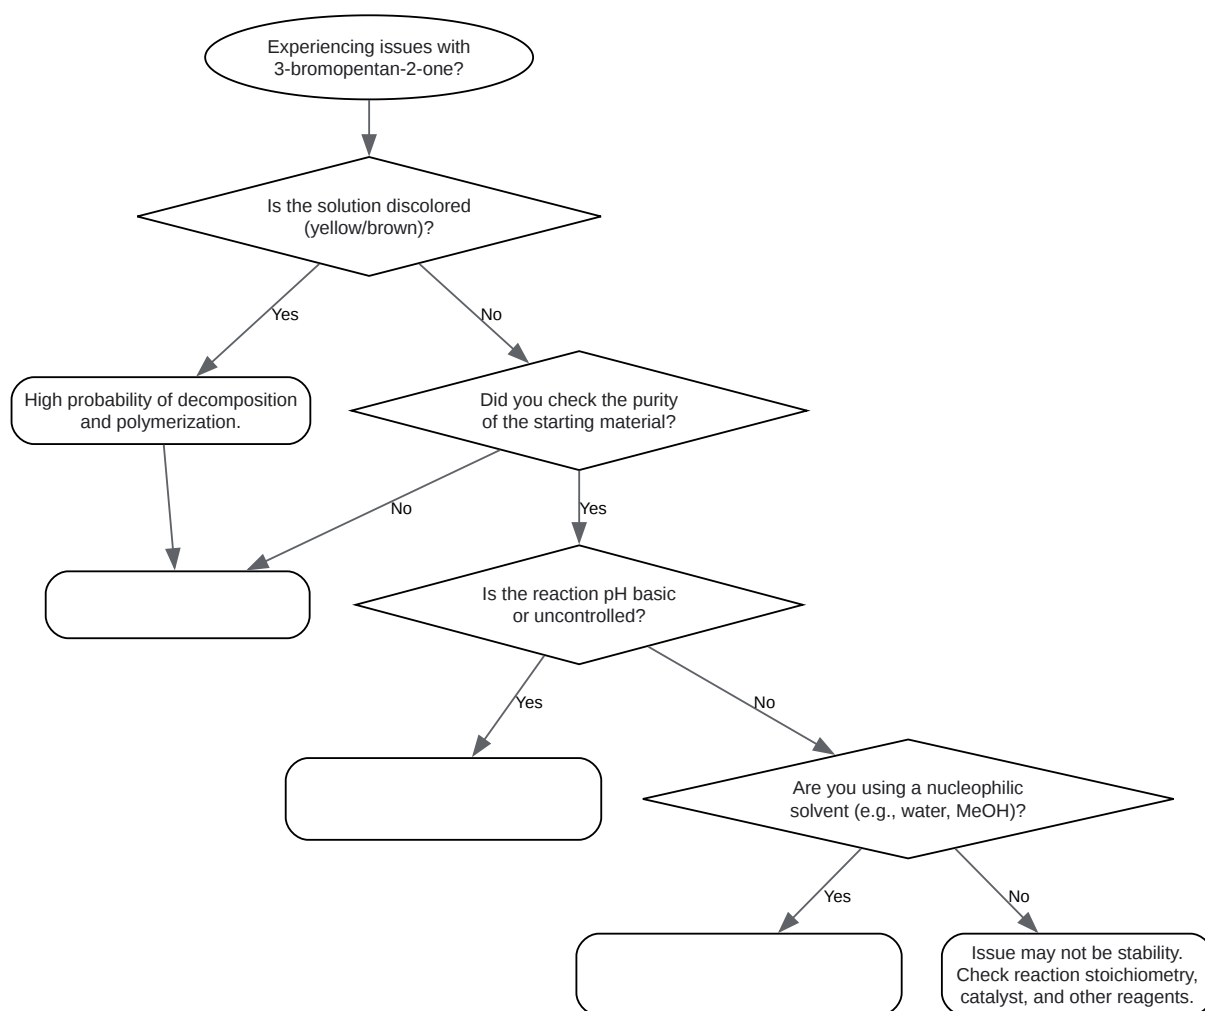 Experiencing issues with
3-bromopentan-2-one?
Is the solution discolored
(yellow/brown)?
Yes
No
High probability of decomposition
and polymerization.
Did you check the purity
of the starting material?
No
Yes
Is the reaction pH basic
or uncontrolled?
Yes
No
Are you using a nucleophilic
solvent (e.g., water, MeOH)?
Yes
No
Issue may not be stability.
Check reaction stoichiometry,
catalyst, and other reagents.